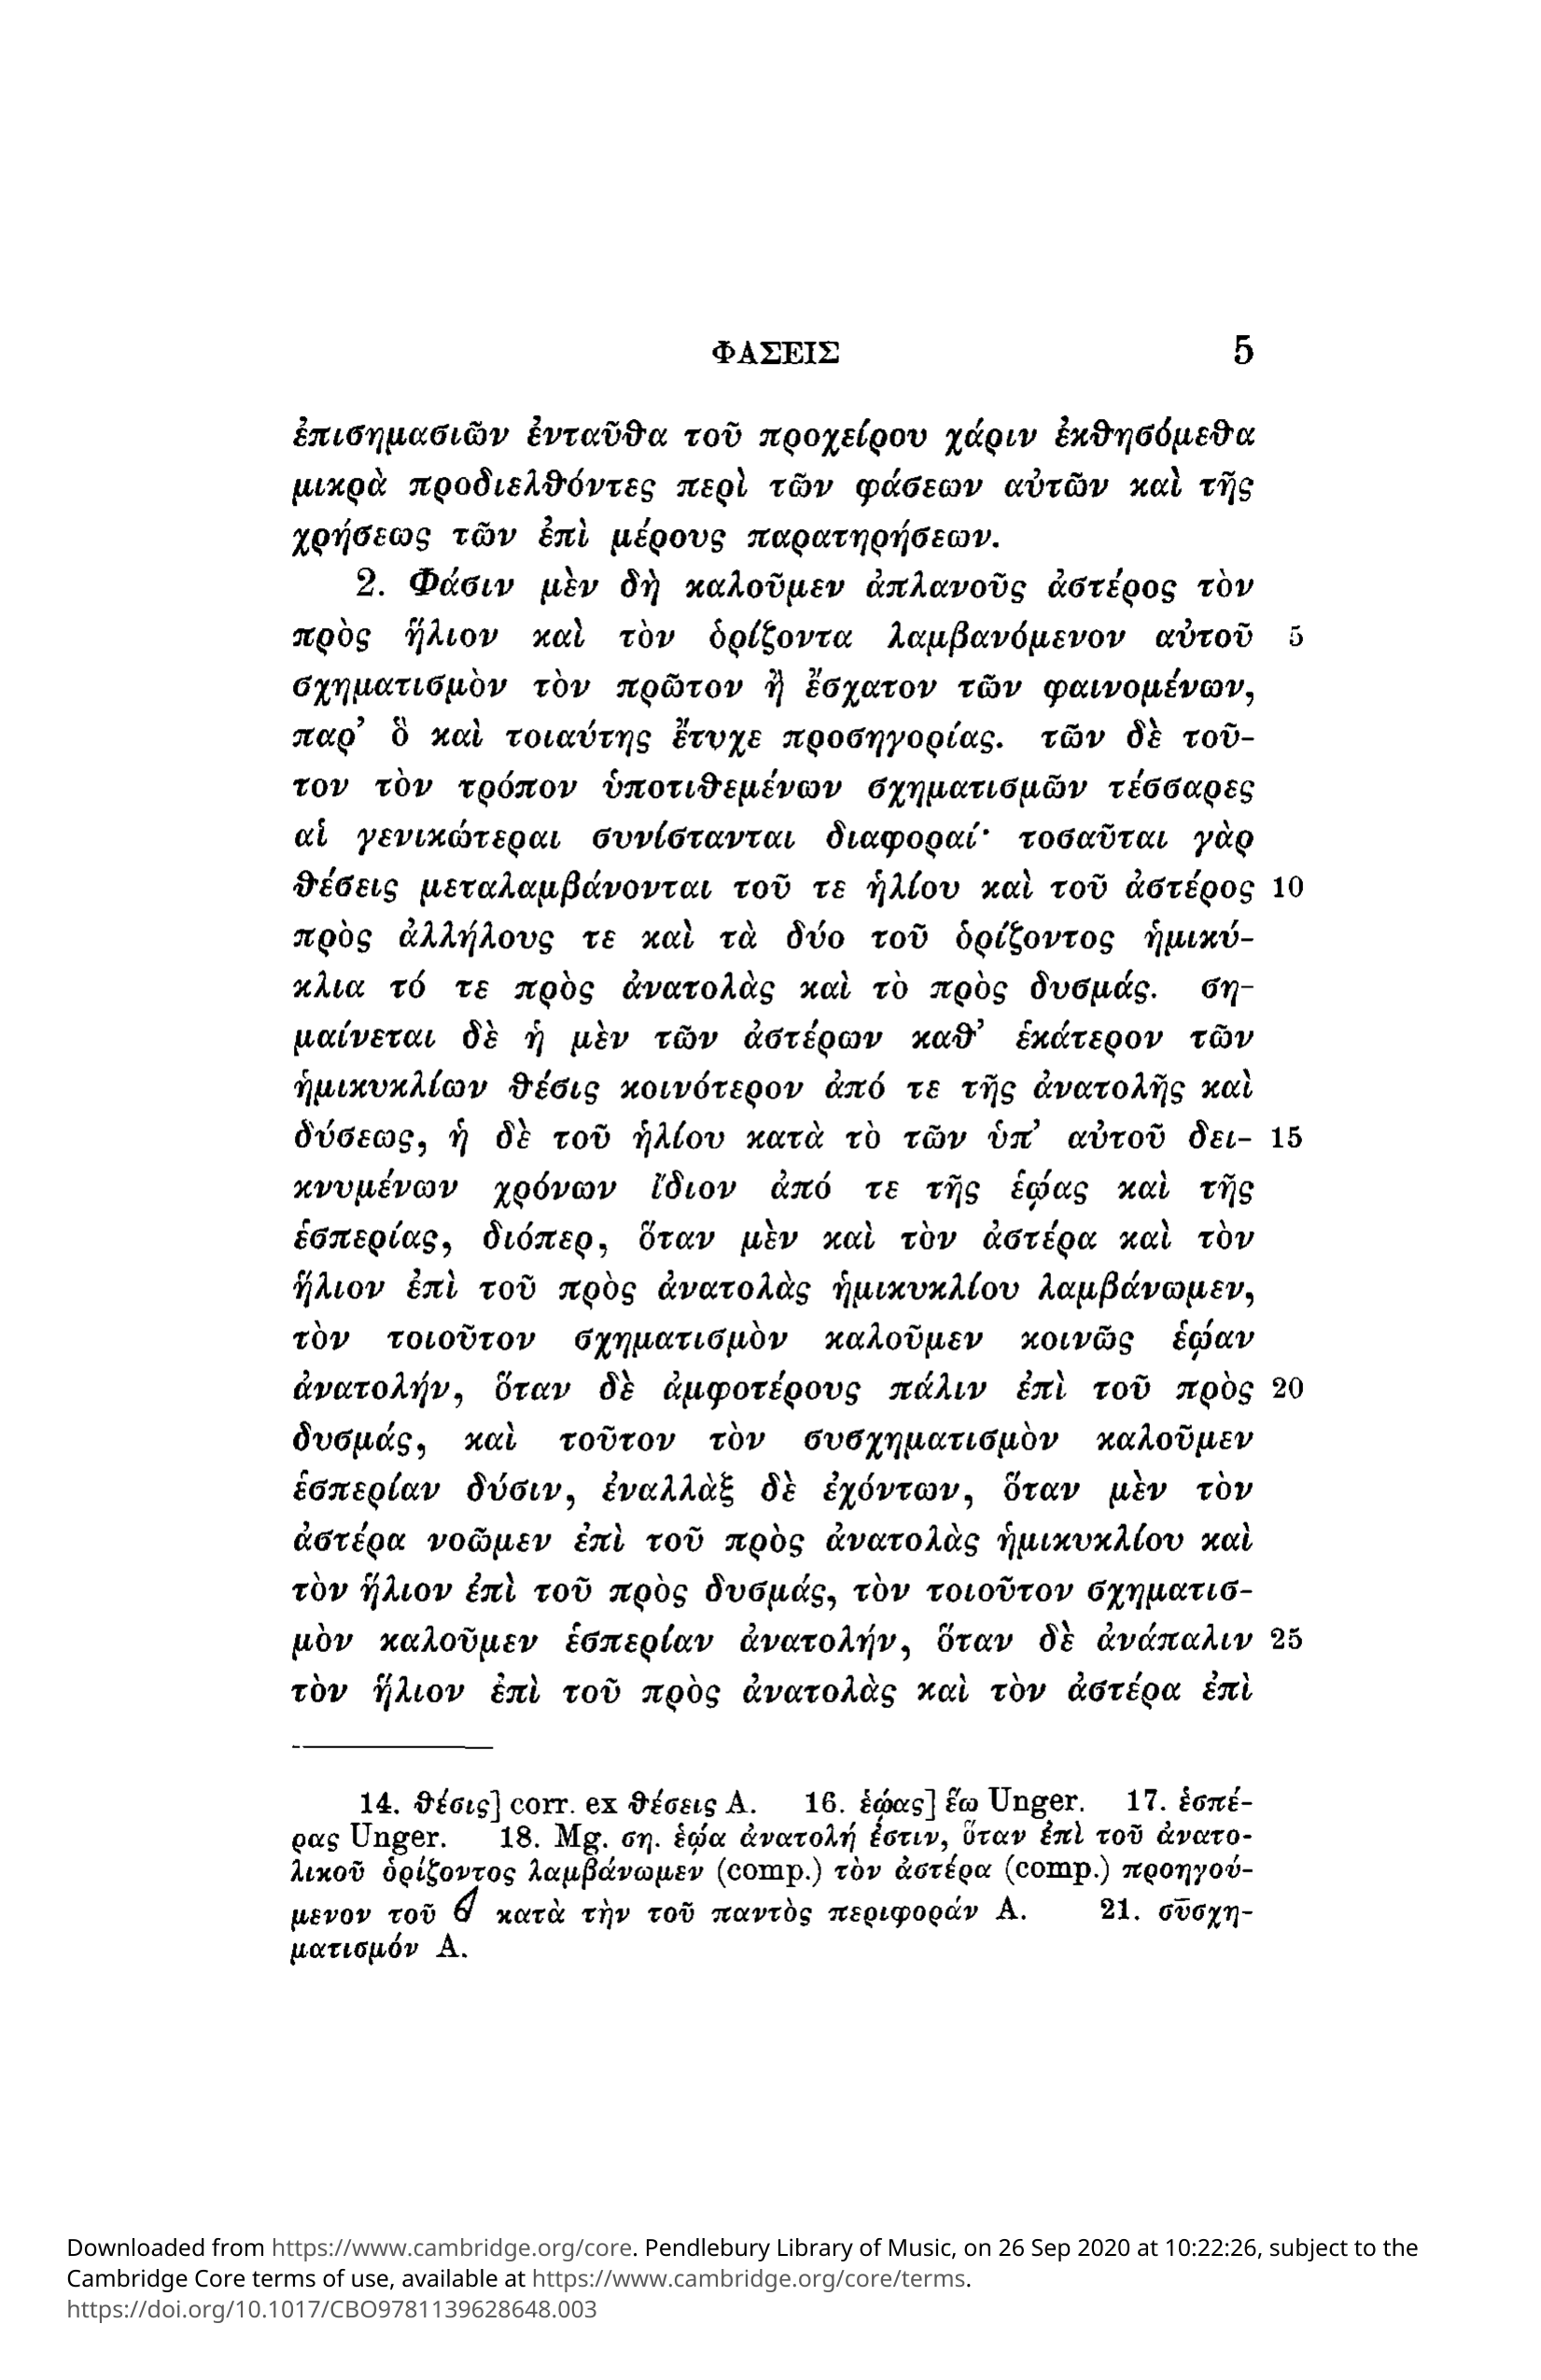 ΦΑΣΕΙΣ 5
ἐπισημασιῶν ἐνταῦθα τοῦ προχείρου χάριν ἐκθησόμεθα
μικρὰ προδιελθόντες περὶ τῶν φάσεων αὐτῶν καὶ τῆς
χρήσεως τῶν ἐπὶ μέρους παρατηρήσεων.
2. Φάσιν μὲν δὴ καλοῦμεν ἀπλανοῦς ἀστέρος τὸν
πρὸς ἥλιον καὶ τὸν ὁρίζοντα λαμβανόμενον αὐτοῦ 5
σχηματισμὸν τὸν πρῶτον ἢ ἔσχατον τῶν φαινομένων,
παρ’ ὃ καὶ τοιαύτης ἔτυχε προσηγορίας. τῶν δὲ τοῦ-
τον τὸν τρόπον ὑποτιθεμένων σχηματισμῶν τέσσαρες
αἱ γενικώτεραι συνίστανται διαφοραί· τοσαῦται γὰρ
θέσεις μεταλαμβάνονται τοῦ τε ἡλίου καὶ τοῦ ἀστέρος 10
πρὸς ἀλλήλους τε καὶ τὰ δύο τοῦ ὁρίζοντος ἡμικύ-
κλια τό τε πρὸς ἀνατολὰς καὶ τὸ πρὸς δυσμάς. ση-
μαίνεται δὲ ἡ μὲν τῶν ἀστέρων καθ’ ἑκάτερον τῶν
ἡμικυκλίων θέσις κοινότερον ἀπό τε τῆς ἀνατολῆς καὶ
δύσεως, ἡ δὲ τοῦ ἡλίου κατὰ τὸ τῶν ὑπ’ αὐτοῦ δει- 15
κνυμένων χρόνων ἴδιον ἀπό τε τῆς ἑῴας καὶ τῆς
ἑσπερίας, διόπερ, ὅταν μὲν καὶ τὸν ἀστέρα καὶ τὸν
ἥλιον ἐπὶ τοῦ πρὸς ἀνατολὰς ἡμικυκλίου λαμβάνωμεν,
τὸν τοιοῦτον σχηματισμὸν καλοῦμεν κοινῶς ἑῴαν
ἀνατολήν, ὅταν δὲ ἀμφοτέρους πάλιν ἐπὶ τοῦ πρὸς 20
δυσμάς, καὶ τοῦτον τὸν συσχηματισμὸν καλοῦμεν
ἑσπερίαν δύσιν, ἐναλλὰξ δὲ ἐχόντων, ὅταν μὲν τὸν
ἀστέρα νοῶμεν ἐπὶ τοῦ πρὸς ἀνατολὰς ἡμικυκλίου καὶ
τὸν ἥλιον ἐπὶ τοῦ πρὸς δυσμάς, τὸν τοιοῦτον σχηματισ-
μὸν καλοῦμεν ἑσπερίαν ἀνατολήν, ὅταν δὲ ἀνάπαλιν 25
τὸν ἥλιον ἐπὶ τοῦ πρὸς ἀνατολὰς καὶ τὸν ἀστέρα ἐπὶ
14. θέσις] corr. ex θέσεις A. 16. ἑῴας] ἕω Unger. 17. ἑσπέ-
ρας Unger. 18. Mg. ση. ἑῴα ἀνατολή ἐστιν, ὅταν ἐπὶ τοῦ ἀνατο-
λικοῦ ὁρίζοντος λαμβάνωμεν (comp.) τὸν ἀστέρα (comp.) προηγού-
μενον τοῦ κατὰ τὴν τοῦ παντὸς περιφοράν A. 21. σῡσχη-
ματισμόν A.
Downloaded from https://www.cambridge.org/core. Pendlebury Library of Music, on 26 Sep 2020 at 10:22:26, subject to the
Cambridge Core terms of use, available at https://www.cambridge.org/core/terms.
https://doi.org/10.1017/CBO9781139628648.003